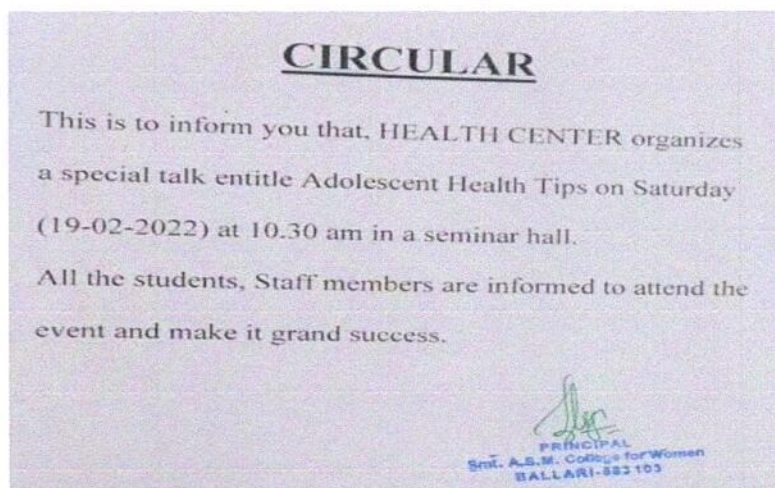 CIRCULAR
This is to inform you that, HEALTH CENTER organizes
a special talk entitle Adolescent Health Tips on Saturday
(19-02-2022) at 10.30 am in a seminar hall.
All the students, Staff members are informed to attend the
event and make it grand success.
PRINCIPAL
Smt. A.S.M. College for Women
BALLARI-583 103